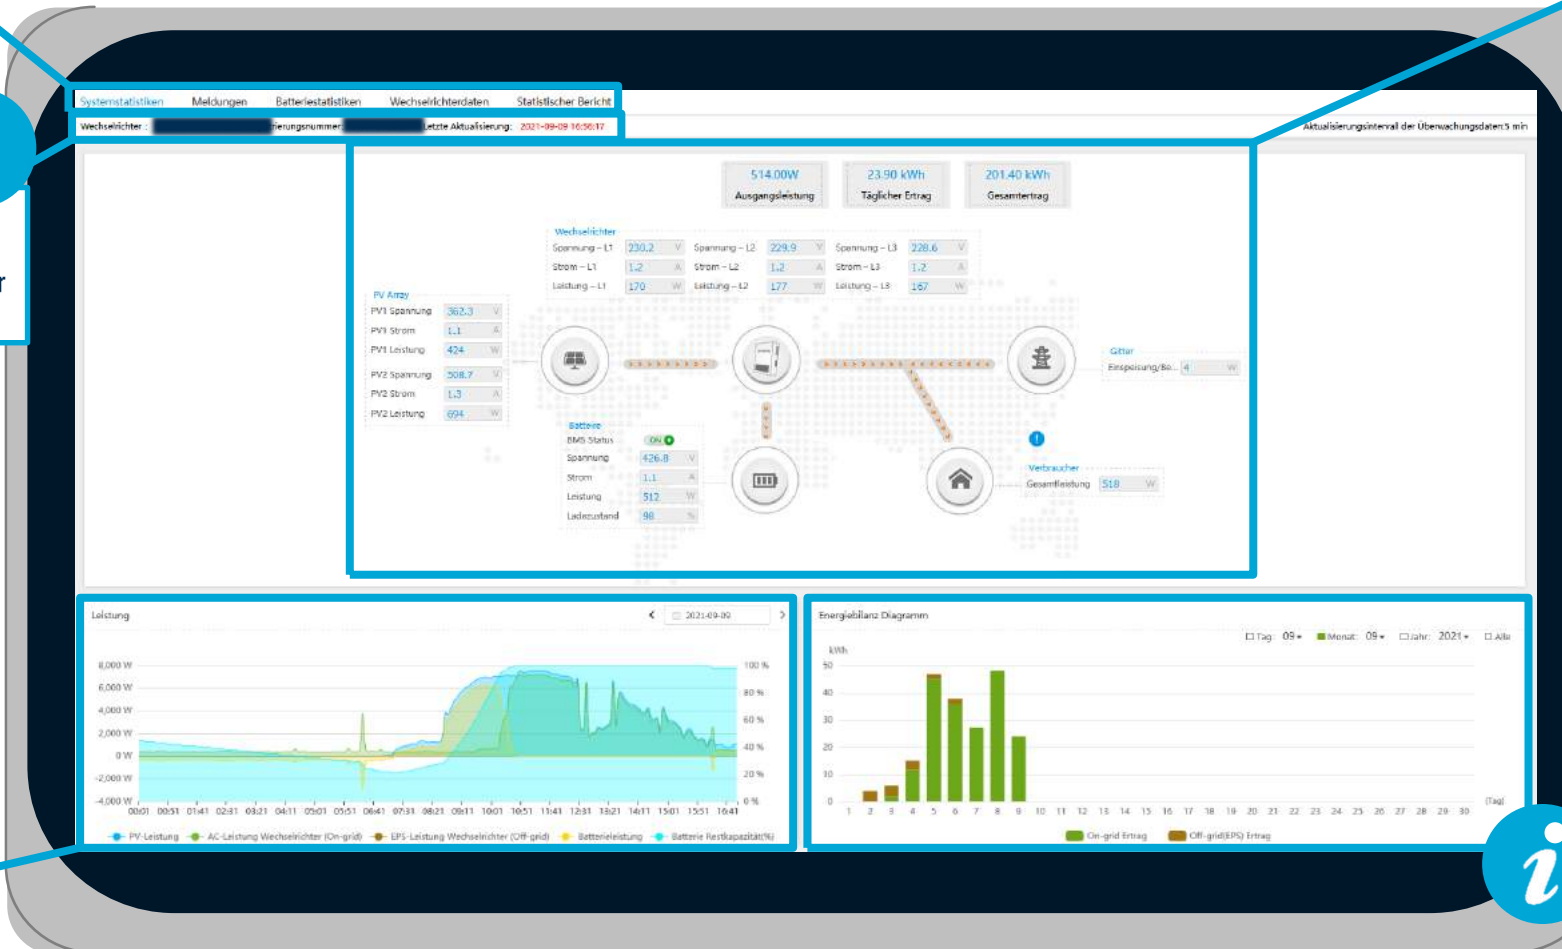 Systemstatistiken Meldungen Batteriestatistiken Wechselrichterdaten Statistischer Bericht
Wechselrichter : rierungsnummer Letzte Aktualisierung: 2021-09-09 16:56:17 Aktualisierungsintervall der Überwachungsdaten:5 min
r
514.00W 23.90 kWh 201.40 kWh
Ausgangsleistung Täglicher Ertrag Gesamtertrag
Wechselrichter
Spannung – L1 230.2 V Spannung – L2 229.9 V Spannung – L3 228.6 V
Strom – L1 1.2 A Strom – L2 1.2 A Strom – L3 1.2 A
Leistung – L1 170 W Leistung – L2 177 W Leistung – L3 167 W
PV Array
PV1 Spannung 362.3 V
PV1 Strom 1.1 A
PV1 Leistung 424 W
PV2 Spannung 508.7 V
PV2 Strom 1.3 A
PV2 Leistung 694 W
Gitter
Einspeisung/Be... 4 W
Batterie
BMS Status ON
Spannung 426.8 V
Strom 1.1 A
Leistung 512 W
Ladezustand 98 %
Verbraucher
Gesamtleistung 518 W
Leistung 2021-09-09
8,000 W 100 %
6,000 W 80 %
4,000 W 60 %
2,000 W 40 %
0 W
-2,000 W 20 %
-4,000 W 0 %
00:01 00:51 01:41 02:31 03:21 04:11 05:01 05:51 06:41 07:31 08:21 09:11 10:01 10:51 11:41 12:31 13:21 14:11 15:01 15:51 16:41
PV-Leistung AC-Leistung Wechselrichter (On-grid) EPS-Leistung Wechselrichter (Off-grid) Batterieleistung Batterie Restkapazität(%)
Energiebilanz Diagramm
Tag: 09 Monat: 09 Jahr: 2021 Alle
kWh
50
40
30
20
10
0
1 2 3 4 5 6 7 8 9 10 11 12 13 14 15 16 17 18 19 20 21 22 23 24 25 26 27 28 29 30 (Tag)
On-grid Ertrag Off-grid(EPS) Ertrag
i